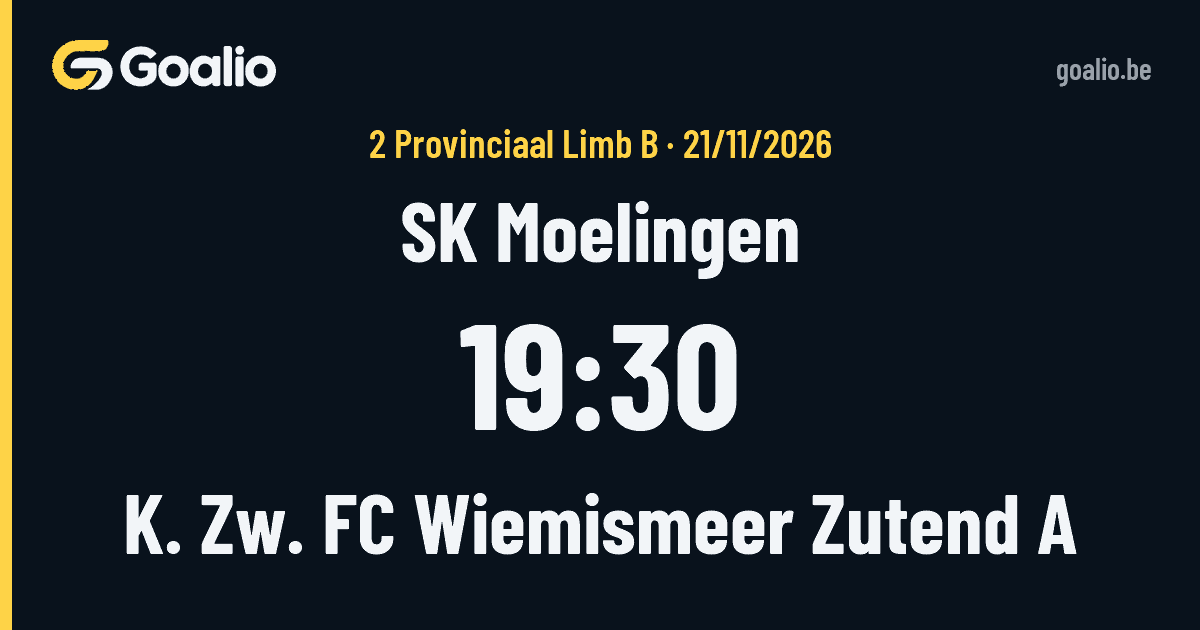 Goalio
goalio.be
2 Provinciaal Limb B · 21/11/2026
SK Moelingen
19:30
K. Zw. FC Wiemismeer Zutend A